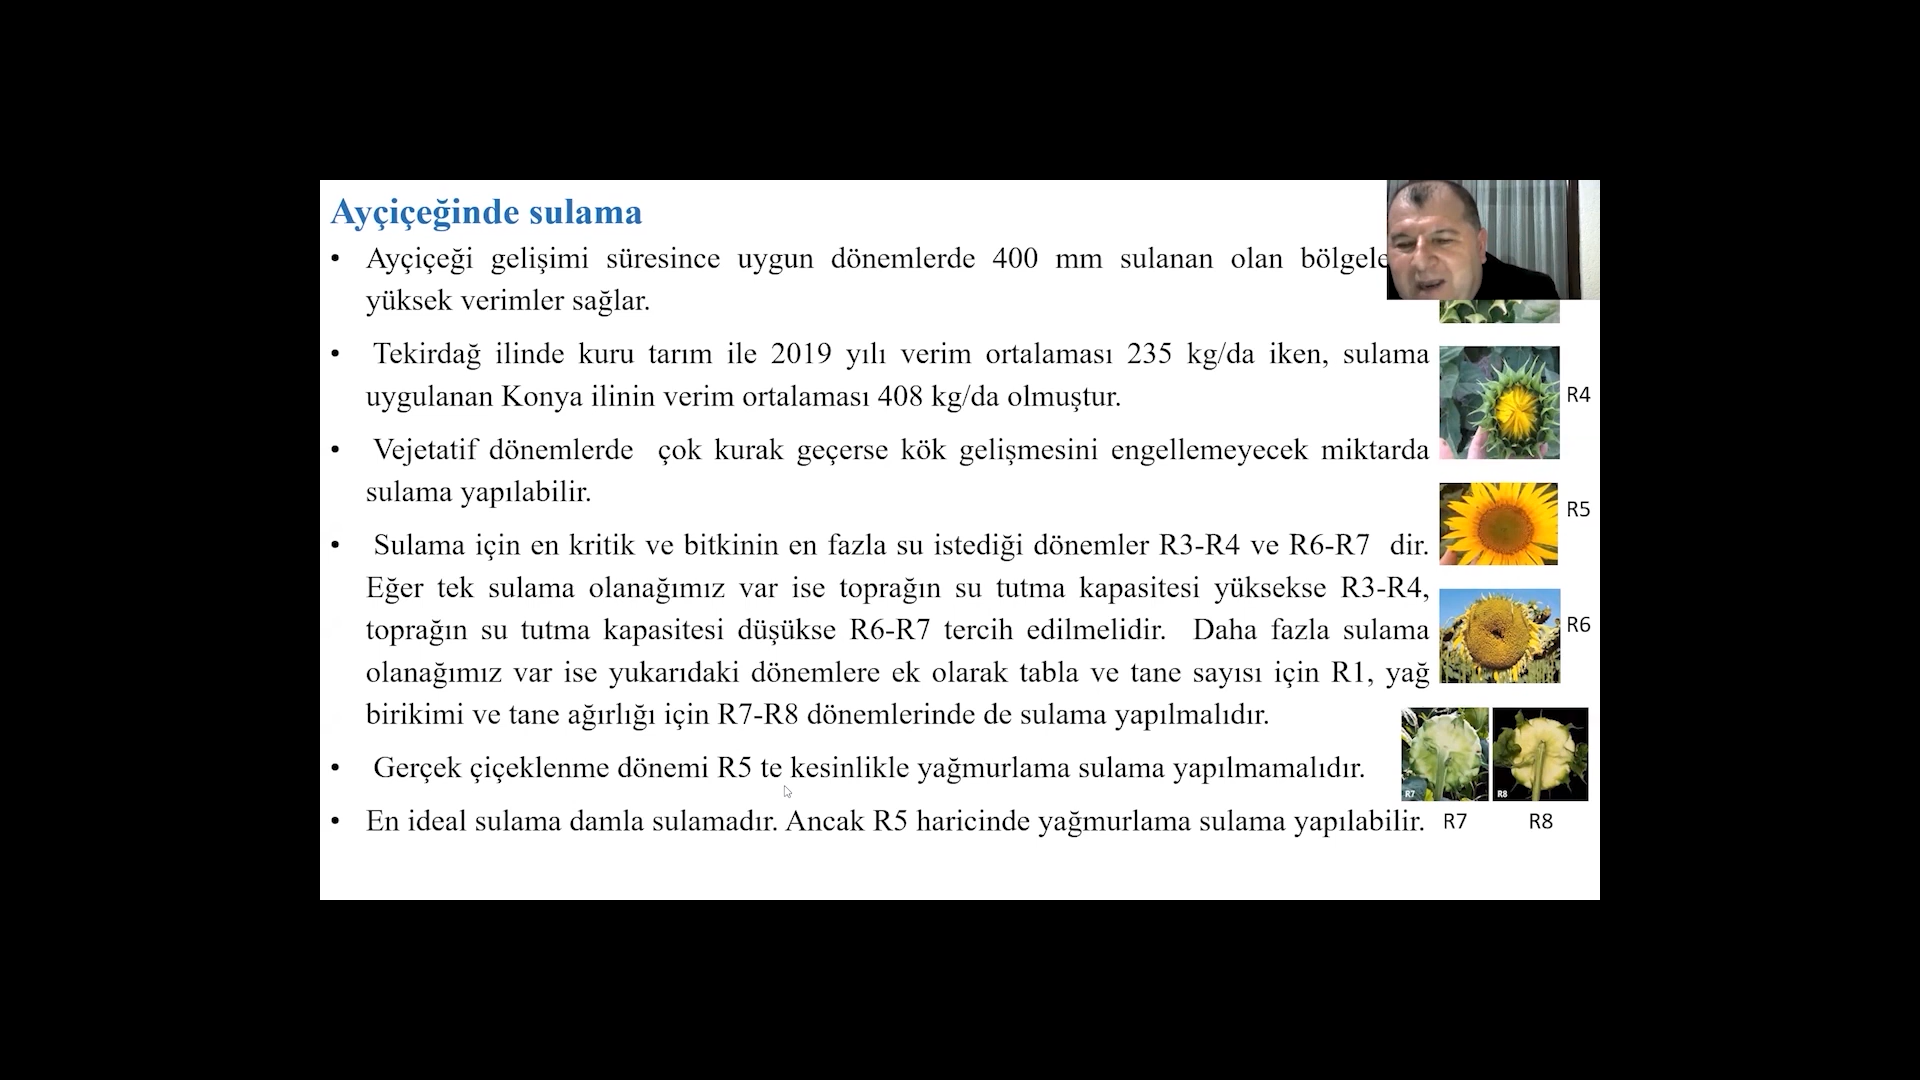 Ayçiçeğinde sulama
• Ayçiçeği gelişimi süresince uygun dönemlerde 400 mm sulanan olan
yüksek verimler sağlar.
• Tekirdağ ilinde kuru tarım ile 2019 yılı verim ortalaması 235 kg/da iken, sulama
uygulanan Konya ilinin verim ortalaması 408 kg/da olmuştur.
• Vejetatif dönemlerde çok kurak geçerse kök gelişmesini engellemeyecek miktarda
sulama yapılabilir.
• Sulama için en kritik ve bitkinin en fazla su istediği dönemler R3-R4 ve R6-R7 dir.
Eğer tek sulama olanağımız var ise toprağın su tutma kapasitesi yüksekse R3-R4,
toprağın su tutma kapasitesi düşükse R6-R7 tercih edilmelidir. Daha fazla sulama
olanağımız var ise yukarıdaki dönemlere ek olarak tabla ve tane sayısı için R1, yağ
birikimi ve tane ağırlığı için R7-R8 dönemlerinde de sulama yapılmalıdır.
• Gerçek çiçeklenme dönemi R5 te kesinlikle yağmurlama sulama yapılmamalıdır.
• En ideal sulama damla sulamadır. Ancak R5 haricinde yağmurlama sulama yapılabilir.
R4
R5
R6
R7 R8
R7 R8